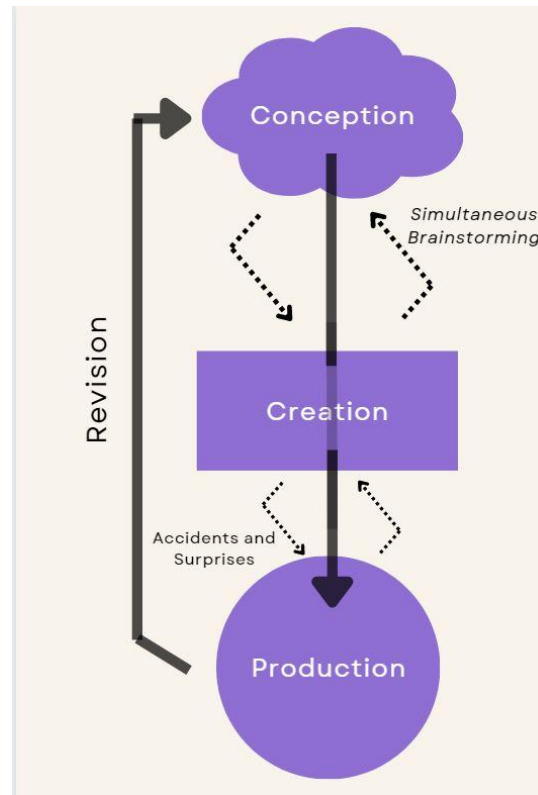 Conception
Simultaneous
Brainstorming
Revision
Creation
Accidents and
Surprises
Production